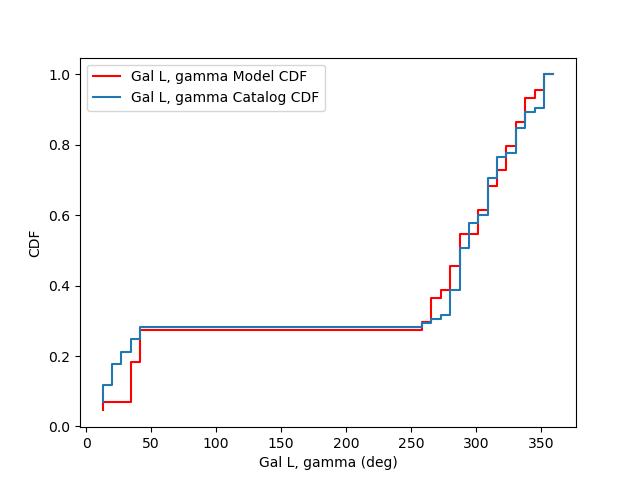 Gal L, gamma Model CDF
Gal L, gamma Catalog CDF
CDF
1.0
0.8
0.6
0.4
0.2
0.0
0 50 100 150 200 250 300 350
Gal L, gamma (deg)